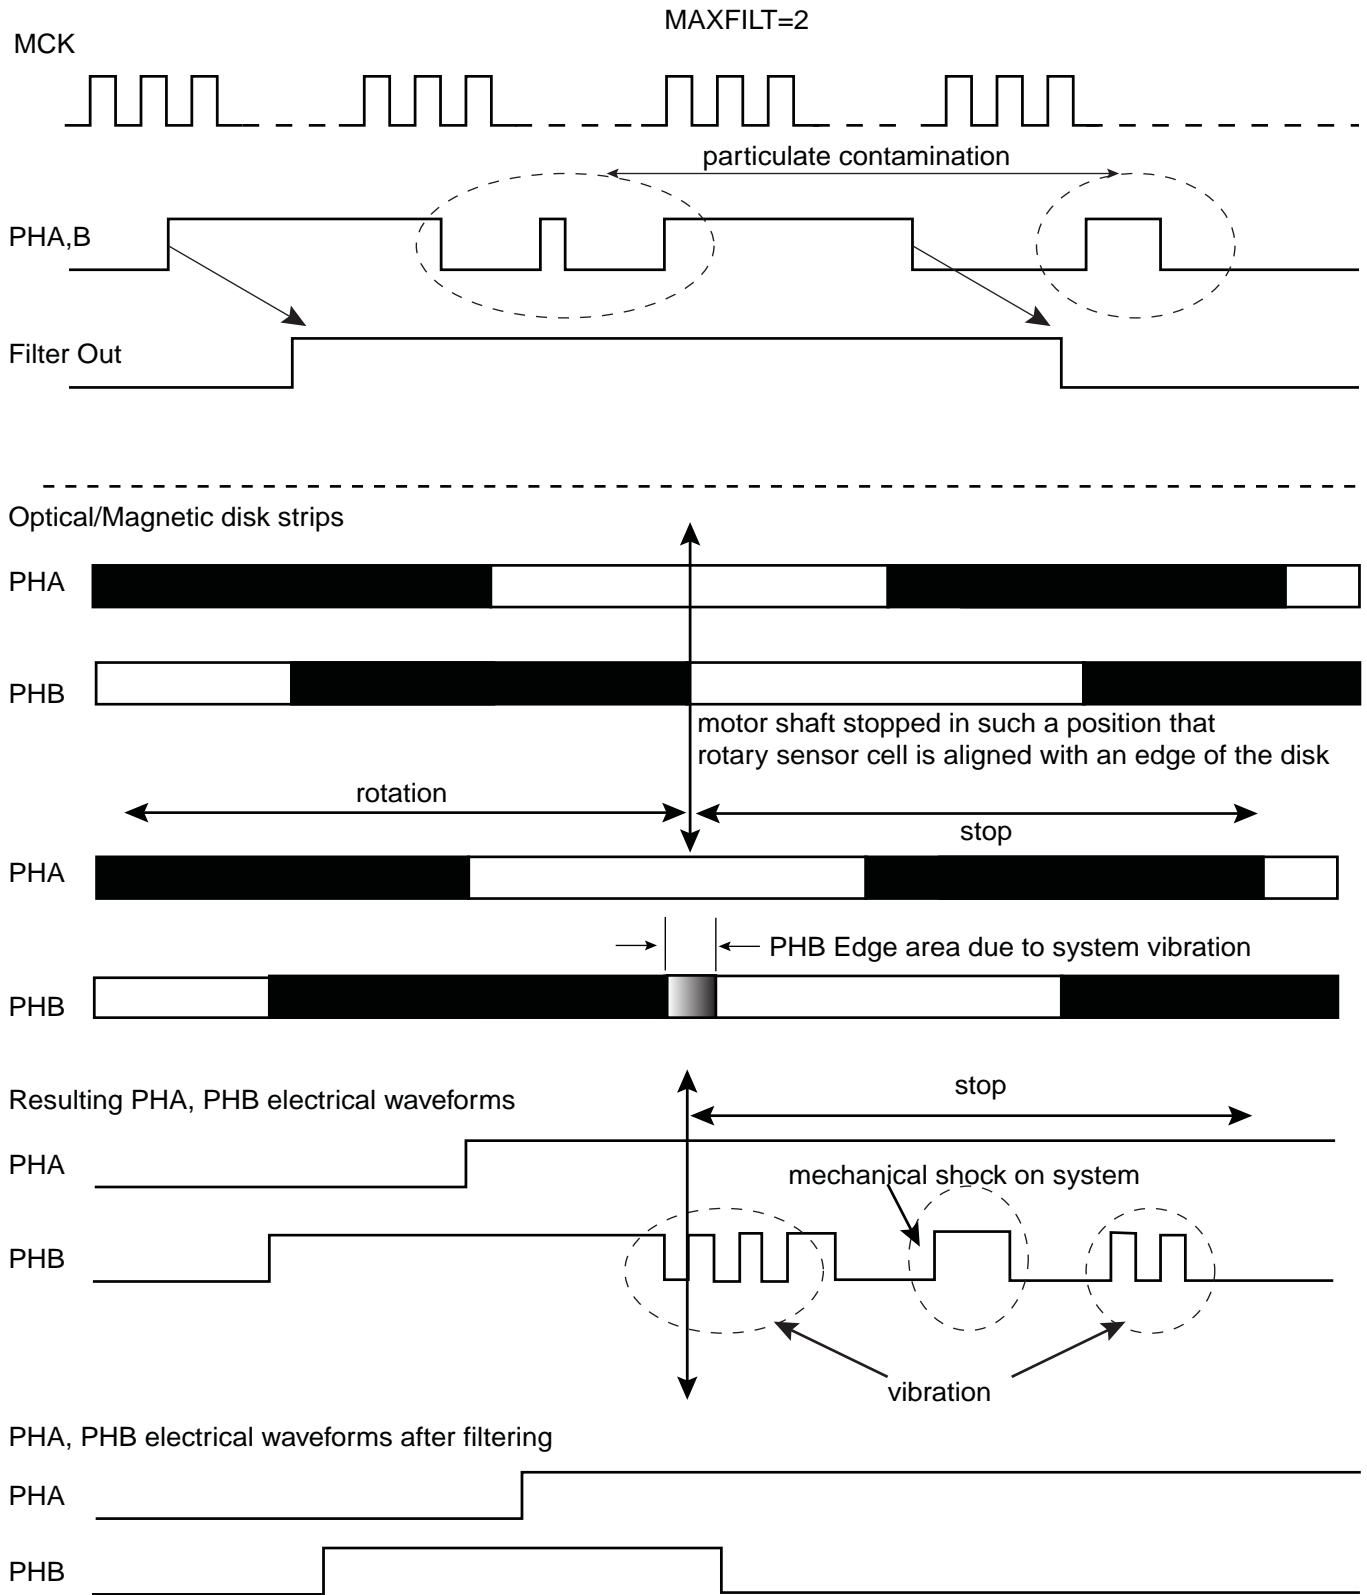 MAXFILT=2
MCK
particulate contamination
PHA,B
Filter Out
Optical/Magnetic disk strips
PHA
PHB
motor shaft stopped in such a position that
rotary sensor cell is aligned with an edge of the disk
rotation
stop
PHA
PHB Edge area due to system vibration
PHB
Resulting PHA, PHB electrical waveforms
stop
PHA
mechanical shock on system
PHB
vibration
PHA, PHB electrical waveforms after filtering
PHA
PHB